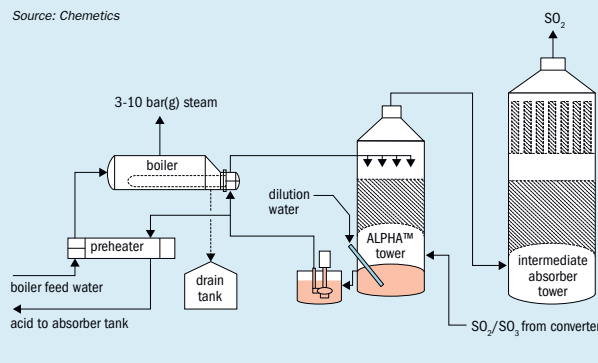 Source: Chemetics
SO₂
3-10 bar(g) steam
boiler
dilution
water
preheater
ALPHA™
tower
boiler feed water
drain
tank
intermediate
absorber
tower
acid to absorber tank
SO₂/SO₃ from converter